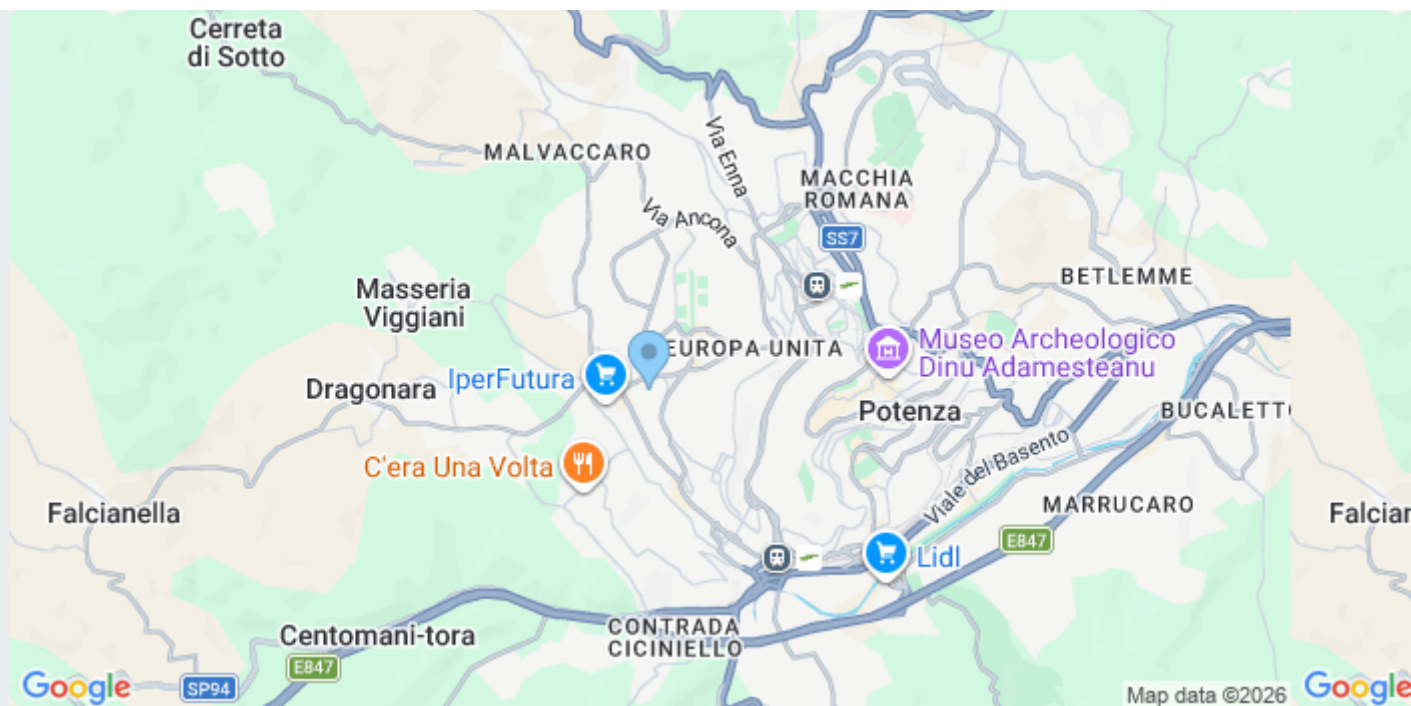 Cerreta
di Sotto
MALVACCARO
Via Enna
MACCHIA
ROMANA
Via Ancona
SS7
BETLEMME
Masseria
Viggiani
EUROPA UNITA
Museo Archeologico
Dinu Adamesteanu
IperFutura
Dragonara
Potenza
BUCALETTO
C'era Una Volta
Viale del Basento
Falcianella
MARRUCARO
Falcian
E847
Lidl
Centomani-tora
CONTRADA
CICINIELLO
E847
SP94
Google
Map data ©2026
Google